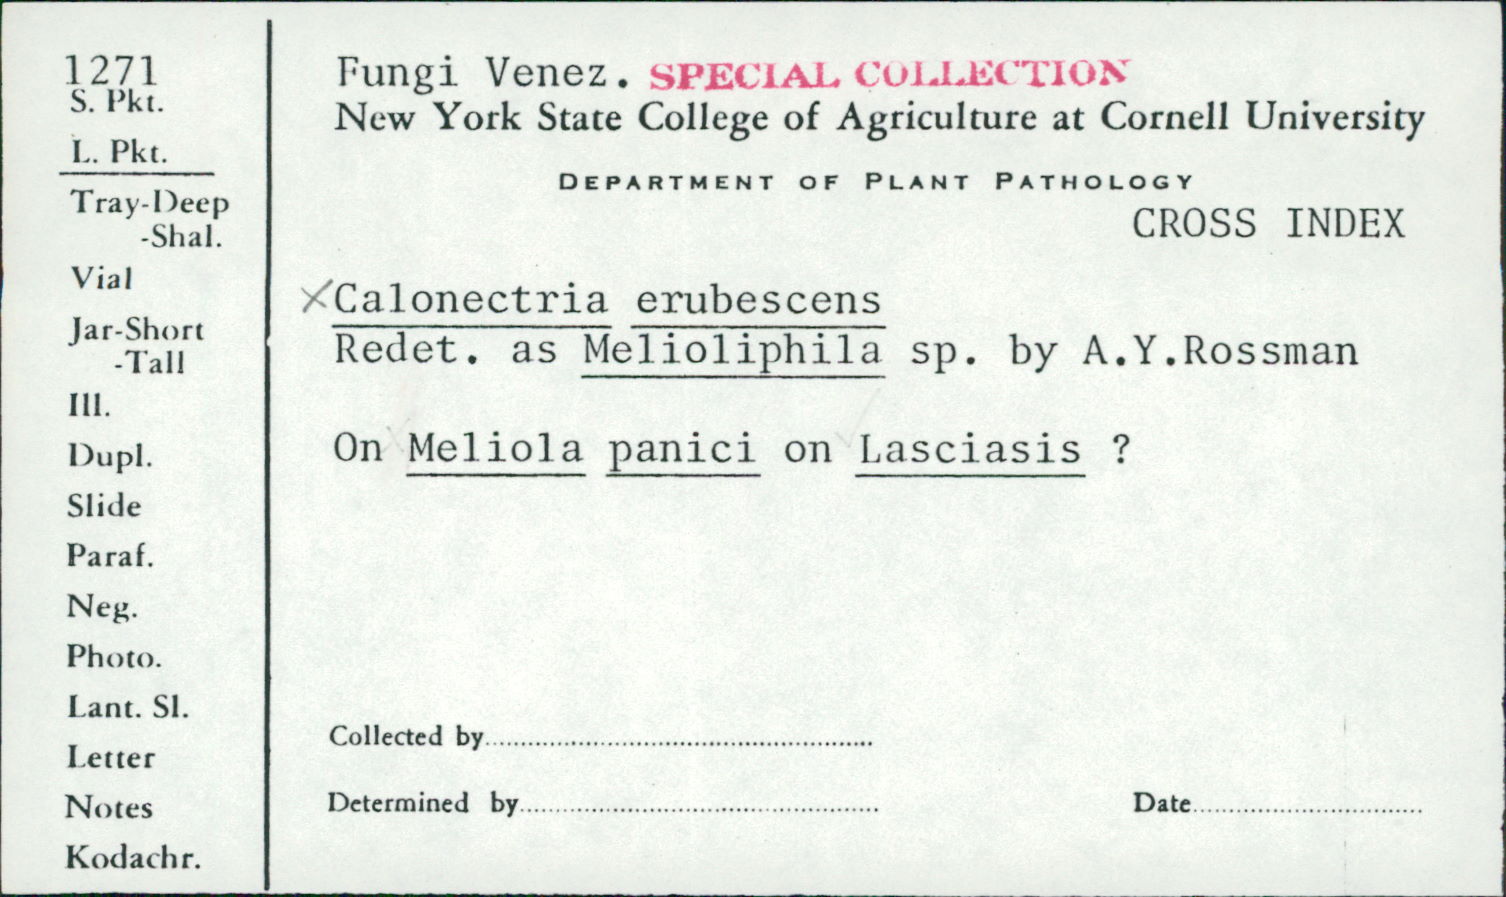 1271
S. Pkt.
L. Pkt.
Tray-Deep
-Shal.
Vial
Jar-Short
-Tall
Ill.
Dupl.
Slide
Paraf.
Neg.
Photo.
Lant. Sl.
Letter
Notes
Kodachr.
Fungi Venez. SPECIAL COLLECTION
New York State College of Agriculture at Cornell University
DEPARTMENT OF PLANT PATHOLOGY
CROSS INDEX
×Calonectria erubescens
Redet. as Melioliphila sp. by A.Y.Rossman
On Meliola panici on Lasciasis ?
Collected by
Determined by
Date